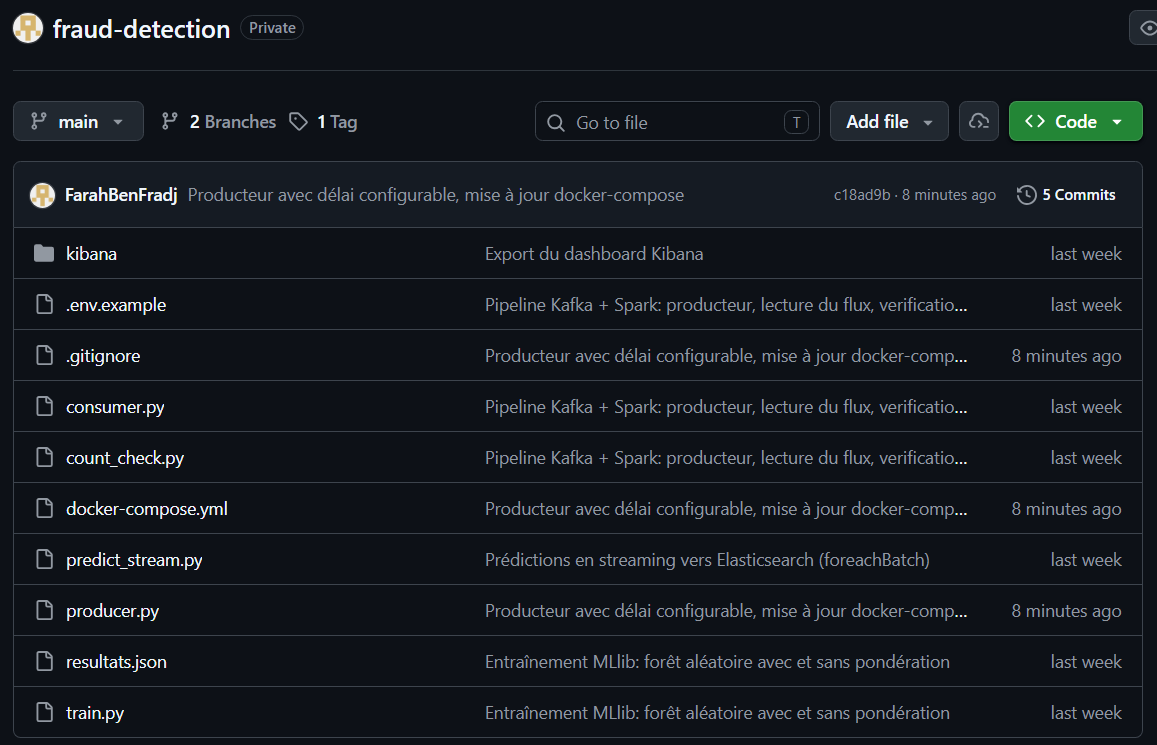 fraud-detection Private
main 2 Branches 1 Tag Go to file T Add file Code
FarahBenFradj Producteur avec délai configurable, mise à jour docker-compose c18ad9b · 8 minutes ago 5 Commits
kibana Export du dashboard Kibana last week
.env.example Pipeline Kafka + Spark: producteur, lecture du flux, verificatio... last week
.gitignore Producteur avec délai configurable, mise à jour docker-comp... 8 minutes ago
consumer.py Pipeline Kafka + Spark: producteur, lecture du flux, verificatio... last week
count_check.py Pipeline Kafka + Spark: producteur, lecture du flux, verificatio... last week
docker-compose.yml Producteur avec délai configurable, mise à jour docker-comp... 8 minutes ago
predict_stream.py Prédictions en streaming vers Elasticsearch (foreachBatch) last week
producer.py Producteur avec délai configurable, mise à jour docker-comp... 8 minutes ago
resultats.json Entraînement MLlib: forêt aléatoire avec et sans pondération last week
train.py Entraînement MLlib: forêt aléatoire avec et sans pondération last week